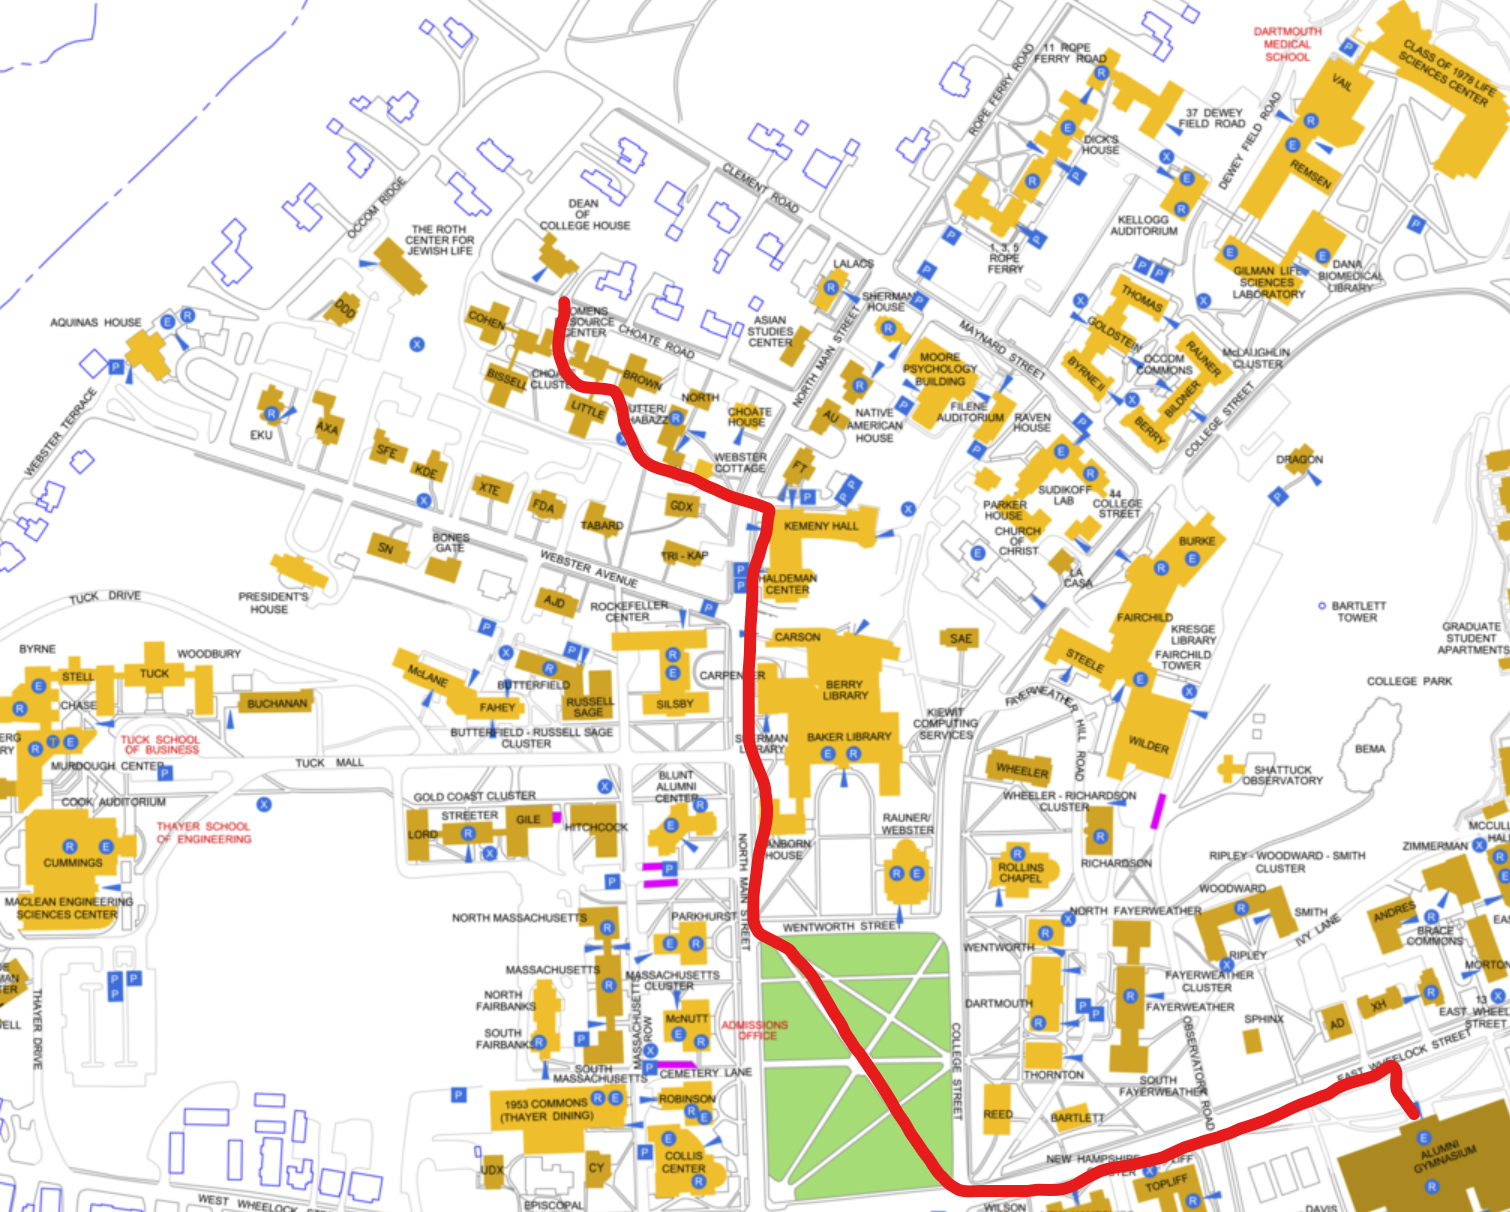 DARTMOUTH
MEDICAL
SCHOOL
CLASS OF 1978 LIFE
SCIENCES CENTER
11 ROPE
FERRY ROAD
ROPE FERRY ROAD
VAIL
37 DEWEY
FIELD ROAD
DEWEY FIELD ROAD
DICK'S
HOUSE
REMSEN
CLEMENT ROAD
OCCOM RIDGE
DEAN
OF
COLLEGE HOUSE
THE ROTH
CENTER FOR
JEWISH LIFE
KELLOGG
AUDITORIUM
1, 3, 5
ROPE
FERRY
LALACS
GILMAN LIFE
SCIENCES
LABORATORY
DANA
BIOMEDICAL
LIBRARY
SHERMAN
HOUSE
THOMAS
DDD
COHEN
CENTER
CHOATE ROAD
ASIAN
STUDIES
CENTER
NORTH MAIN STREET
MAYNARD STREET
GOLDSTEIN
RAUNER
McLAUGHLIN
CLUSTER
AQUINAS HOUSE
MOORE
PSYCHOLOGY
BUILDING
OCCOM
COMMONS
BYRNE II
BISSELL
BROWN
BILDNER
COLLEGE STREET
WEBSTER TERRACE
EKU
AXA
LITTLE
NORTH
CHOATE
HOUSE
AU
NATIVE
AMERICAN
HOUSE
FILENE
AUDITORIUM
RAVEN
HOUSE
BERRY
SFE
KDE
WEBSTER
COTTAGE
FT
DRAGON
XTE
FDA
TABARD
GDX
KEMENY HALL
SUDIKOFF
LAB
44
COLLEGE
STREET
PARKER
HOUSE
CHURCH
OF
CHRIST
SN
BONES
GATE
TRI - KAP
WEBSTER AVENUE
BURKE
LA
CASA
PRESIDENT'S
HOUSE
TUCK DRIVE
AJD
ROCKEFELLER
CENTER
HALDEMAN
CENTER
FAIRCHILD
BARTLETT
TOWER
BYRNE
WOODBURY
STELL
TUCK
CHASE
BUCHANAN
McLANE
BUTTERFIELD
FAHEY
RUSSELL
SAGE
SILSBY
CARSON
SAE
STEELE
KRESGE
LIBRARY
FAIRCHILD
TOWER
GRADUATE
STUDENT
APARTMENTS
BERRY
LIBRARY
FAYERWEATHER HILL ROAD
COLLEGE PARK
TUCK SCHOOL
OF BUSINESS
BUTTERFIELD - RUSSELL SAGE
CLUSTER
BAKER LIBRARY
KIEWIT
COMPUTING
SERVICES
WILDER
BEMA
MURDOUGH CENTER
TUCK MALL
BLUNT
ALUMNI
CENTER
WHEELER
SHATTUCK
OBSERVATORY
COOK AUDITORIUM
GOLD COAST CLUSTER
WHEELER - RICHARDSON
CLUSTER
THAYER SCHOOL
OF ENGINEERING
LORD
STREETER
GILE
HITCHCOCK
RAUNER/
WEBSTER
CUMMINGS
NORTH MAIN STREET
HOUSE
ROLLINS
CHAPEL
RICHARDSON
RIPLEY - WOODWARD - SMITH
CLUSTER
ZIMMERMAN
MACLEAN ENGINEERING
SCIENCES CENTER
NORTH MASSACHUSETTS
PARKHURST
WENTWORTH STREET
NORTH FAYERWEATHER
WOODWARD
SMITH
IVY LANE
ANDRES
BRACE
COMMONS
WENTWORTH
RIPLEY
MASSACHUSETTS
MASSACHUSETTS
CLUSTER
FAYERWEATHER
CLUSTER
MORTON
NORTH
FAIRBANKS
DARTMOUTH
FAYERWEATHER
XH
13
EAST WHEELOCK
STREET
THAYER DRIVE
McNUTT
MASSACHUSETTS
ROW
ADMISSIONS
OFFICE
SPHINX
AD
SOUTH
FAIRBANKS
COLLEGE STREET
OBSERVATORY ROAD
EAST WHEELOCK STREET
SOUTH
MASSACHUSETTS
CEMETERY LANE
THORNTON
SOUTH
FAYERWEATHER
1953 COMMONS
(THAYER DINING)
ROBINSON
REED
BARTLETT
UDX
CY
COLLIS
CENTER
NEW HAMPSHIRE
TOPLIFF
ALUMNI
GYMNASIUM
WEST WHEELOCK
EPISCOPAL
WILSON
DAVIS